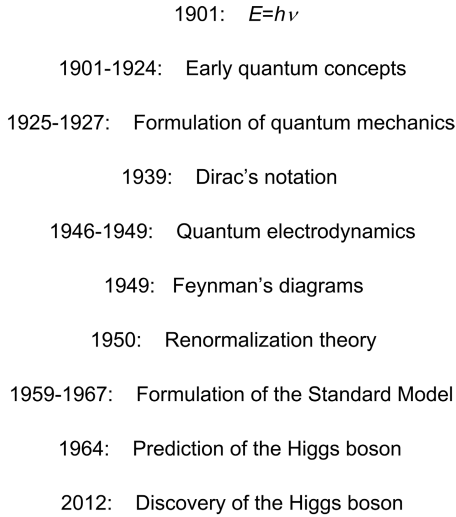 1901: E=hν
1901-1924: Early quantum concepts
1925-1927: Formulation of quantum mechanics
1939: Dirac’s notation
1946-1949: Quantum electrodynamics
1949: Feynman’s diagrams
1950: Renormalization theory
1959-1967: Formulation of the Standard Model
1964: Prediction of the Higgs boson
2012: Discovery of the Higgs boson